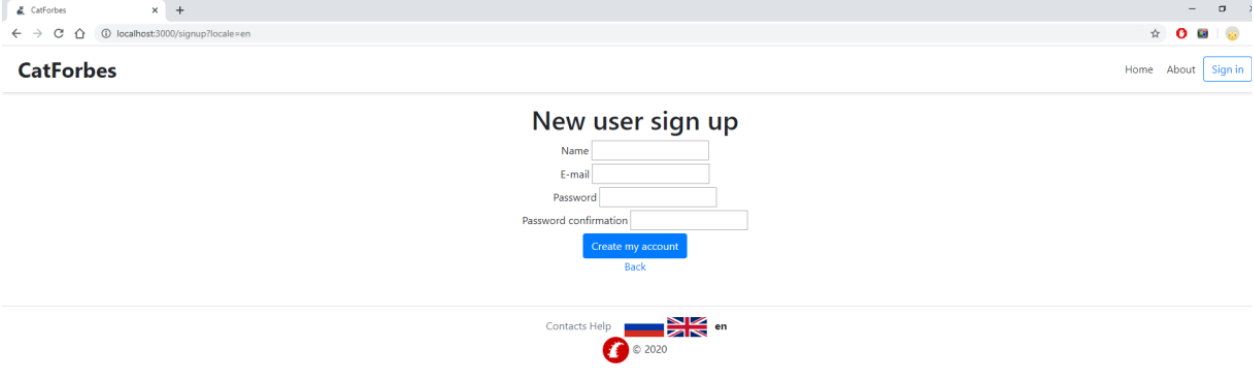 CatForbes
localhost:3000/signup?locale=en
CatForbes
Home About Sign in
New user sign up
Name
E-mail
Password
Password confirmation
Create my account
Back
Contacts Help en
© 2020